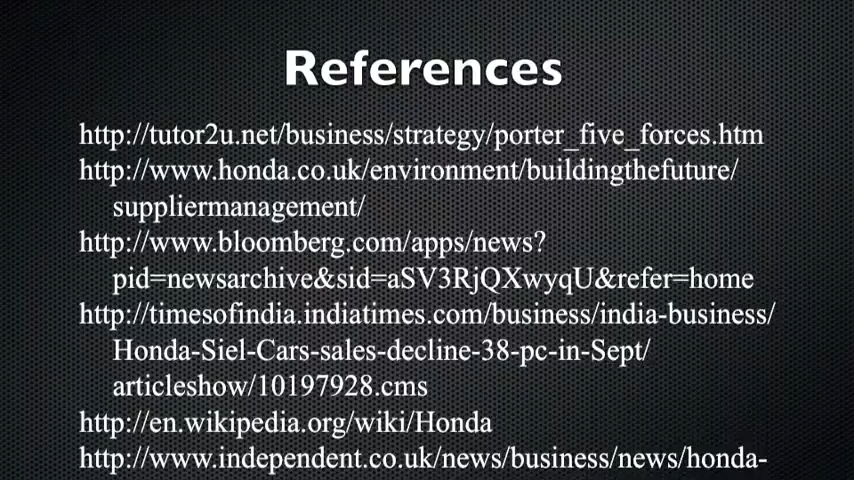 References
http://tutor2u.net/business/strategy/porter_five_forces.htm
http://www.honda.co.uk/environment/buildingthefuture/
suppliermanagement/
http://www.bloomberg.com/apps/news?
pid=newsarchive&sid=aSV3RjQXwyqU&refer=home
http://timesofindia.indiatimes.com/business/india-business/
Honda-Siel-Cars-sales-decline-38-pc-in-Sept/
articleshow/10197928.cms
http://en.wikipedia.org/wiki/Honda
http://www.independent.co.uk/news/business/news/honda-